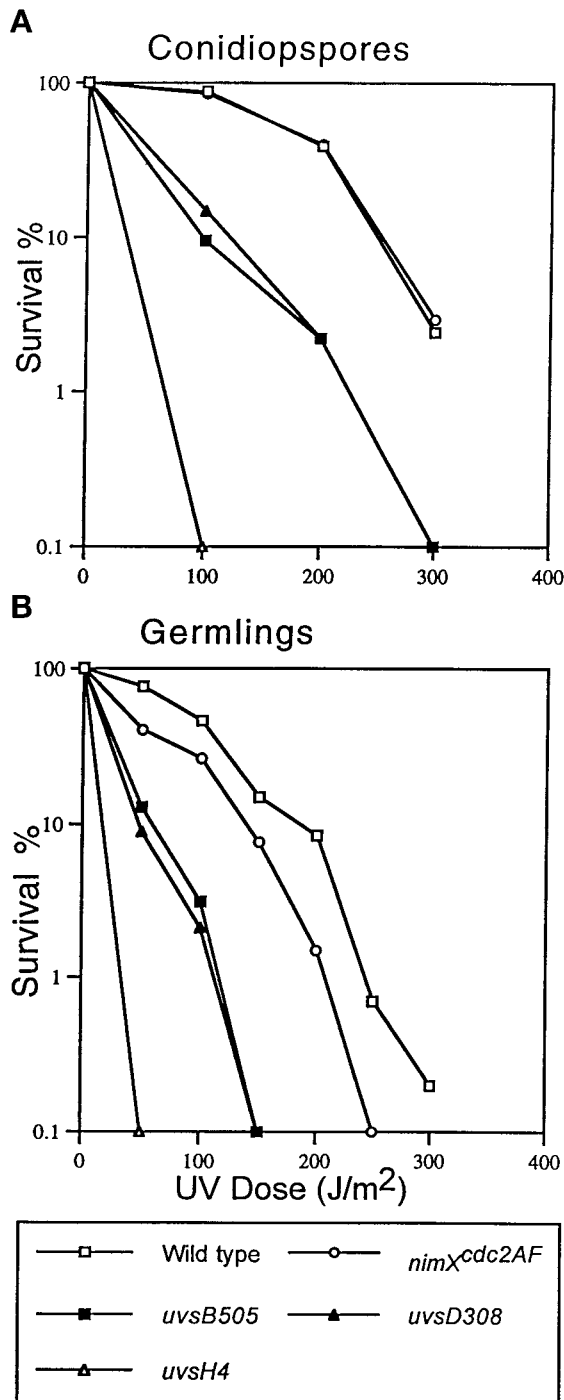 A
Conidiopspores
100
10
1
0.1
Survival %
0 100 200 300 400
B
Germlings
100
10
1
0.1
Survival %
0 100 200 300 400
UV Dose (J/m2)
Wild type nimXcdc2AF
uvsB505 uvsD308
uvsH4